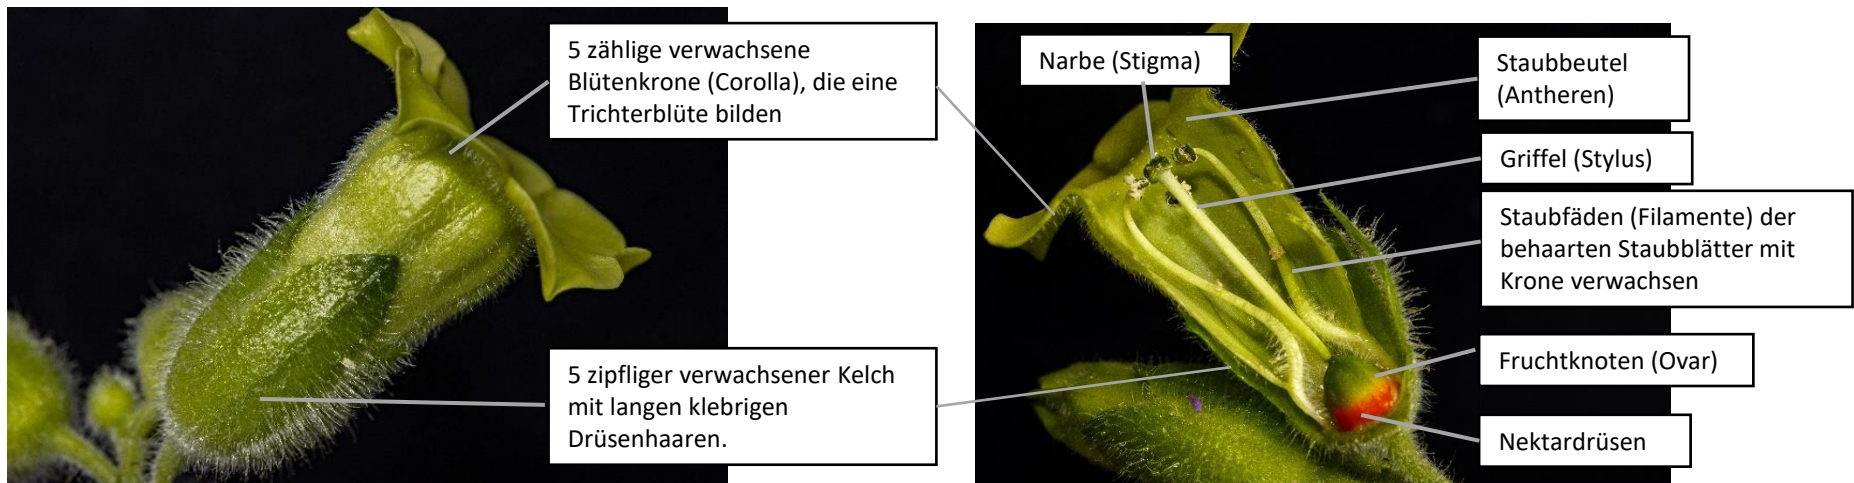 5 zählige verwachsene
Blütenkrone (Corolla), die eine
Trichterblüte bilden
5 zipfliger verwachsener Kelch
mit langen klebrigen
Drüsenhaaren.
Narbe (Stigma)
Staubbeutel
(Antheren)
Griffel (Stylus)
Staubfäden (Filamente) der
behaarten Staubblätter mit
Krone verwachsen
Fruchtknoten (Ovar)
Nektardrüsen